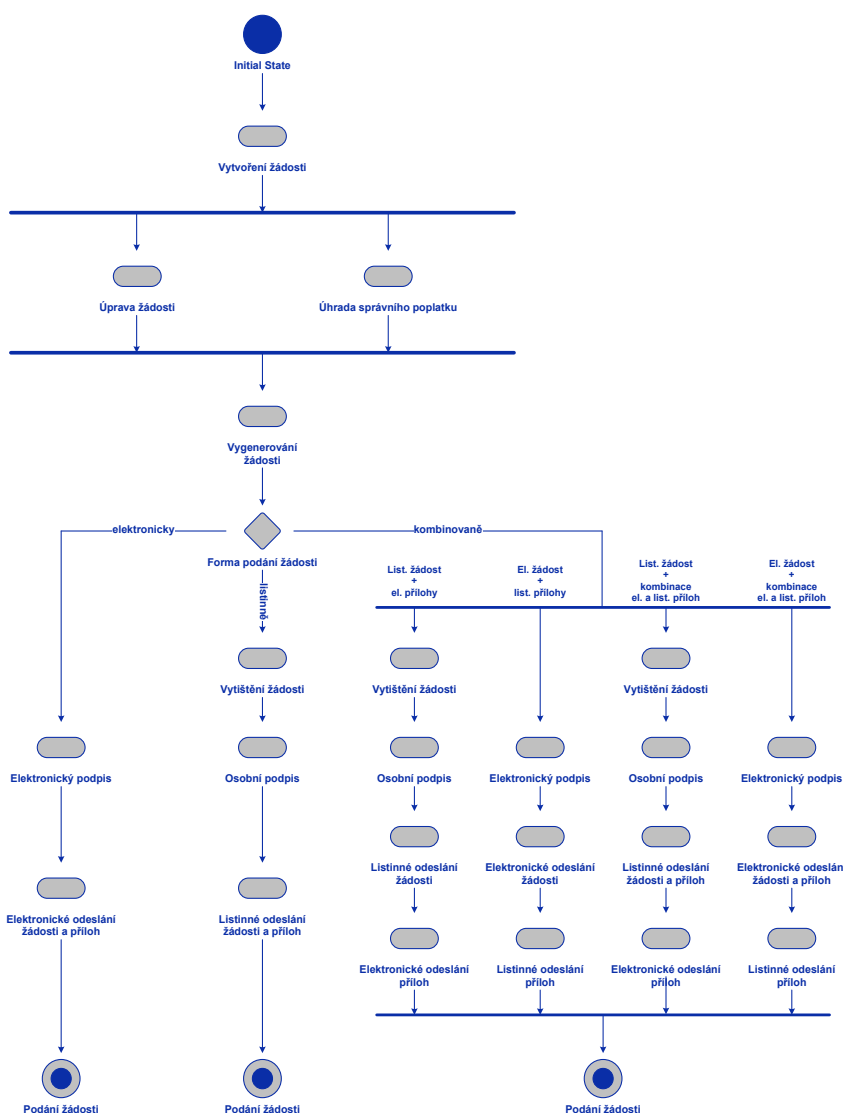 Initial State
Vytvoření žádosti
Úprava žádosti
Úhrada správního poplatku
Vygenerování
žádosti
elektronicky
kombinovaně
Forma podání žádosti
listinně
List. žádost
+
el. přílohy
El. žádost
+
list. přílohy
List. žádost
+
kombinace
el. a list. příloh
El. žádost
+
kombinace
el. a list. příloh
Vytištění žádosti
Vytištění žádosti
Vytištění žádosti
Elektronický podpis
Osobní podpis
Osobní podpis
Elektronický podpis
Osobní podpis
Elektronický podpis
Listinné odeslání
žádosti
Elektronické odeslání
žádosti
Listinné odeslání
žádosti a příloh
Elektronické odeslán
žádosti a příloh
Elektronické odeslání
žádosti a příloh
Listinné odeslání
žádosti a příloh
Elektronické odeslání
příloh
Listinné odeslání
příloh
Elektronické odeslání
příloh
Listinné odeslání
příloh
Podání žádosti
Podání žádosti
Podání žádosti